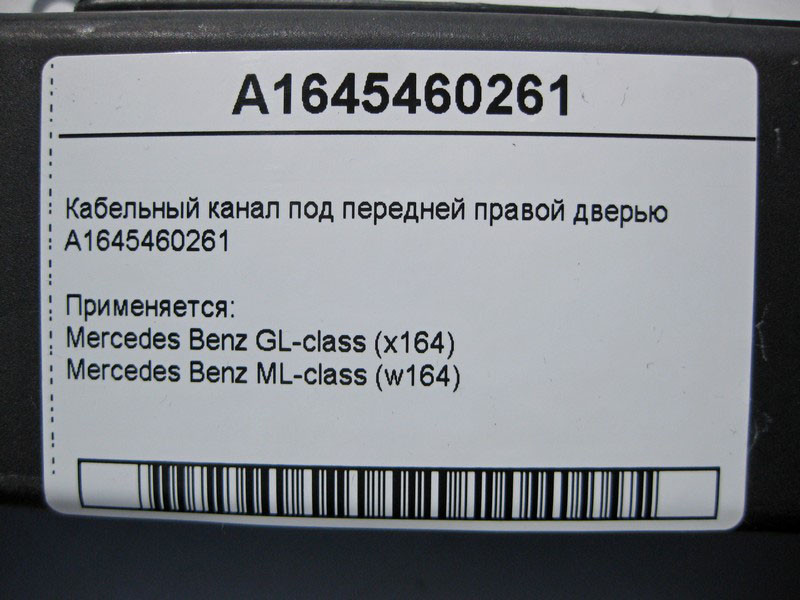 A1645460261
Кабельный канал под передней правой дверью
A1645460261
Применяется:
Mercedes Benz GL-class (x164)
Mercedes Benz ML-class (w164)